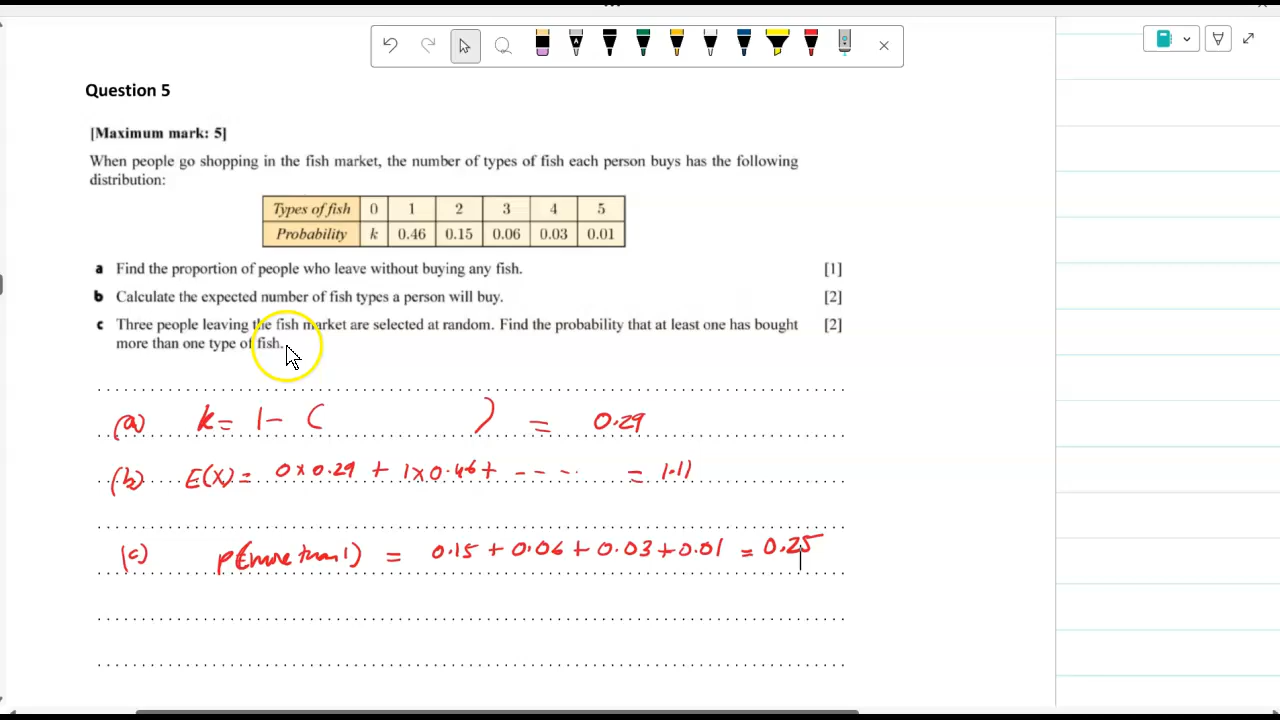 Question 5
[Maximum mark: 5]
When people go shopping in the fish market, the number of types of fish each person buys has the following
distribution:
Types of fish 0 1 2 3 4 5
Probability k 0.46 0.15 0.06 0.03 0.01
a Find the proportion of people who leave without buying any fish. [1]
b Calculate the expected number of fish types a person will buy. [2]
c Three people leaving the fish market are selected at random. Find the probability that at least one has bought [2]
more than one type of fish.
(a) k = 1 - ( ) = 0.29
(b) E(X) = 0 x 0.29 + 1 x 0.46 + - - - .. = 1.11
(c) P(more than 1) = 0.15 + 0.06 + 0.03 + 0.01 = 0.25